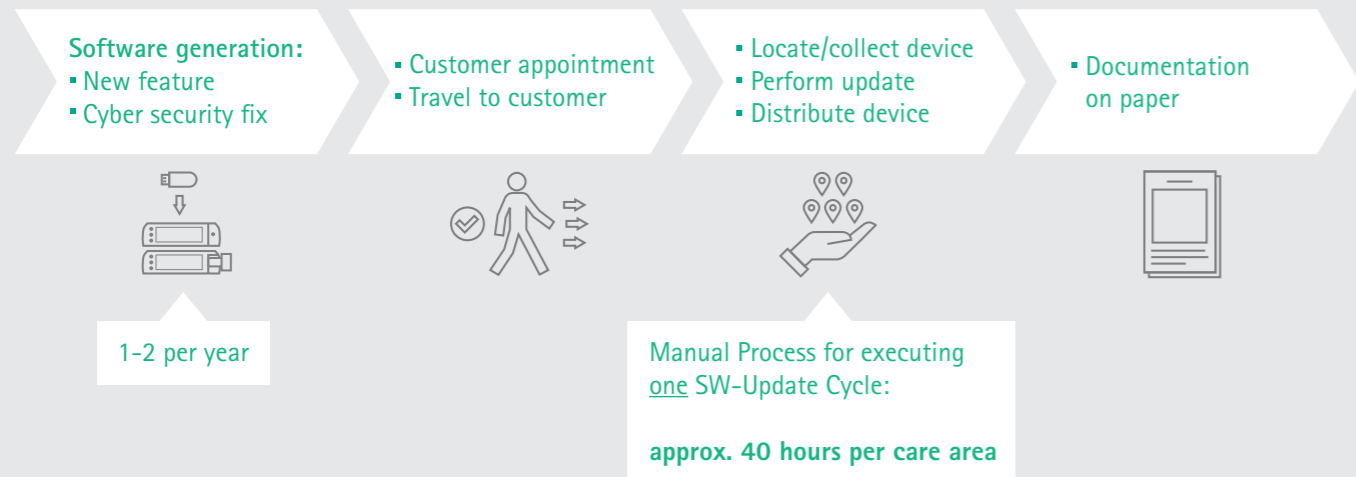 Software generation:
▪ New feature
▪ Cyber security fix
▪ Customer appointment
▪ Travel to customer
▪ Locate/collect device
▪ Perform update
▪ Distribute device
▪ Documentation
on paper
1-2 per year
Manual Process for executing
one SW-Update Cycle:
approx. 40 hours per care area